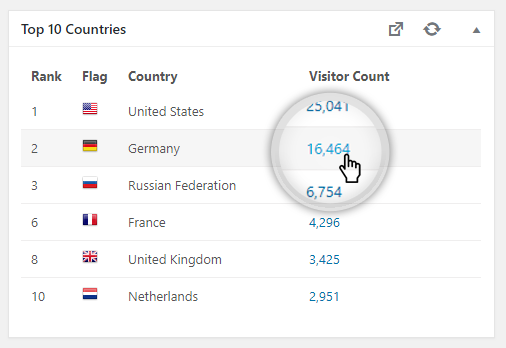 Top 10 Countries
Rank Flag Country Visitor Count
1 United States 25,041
2 Germany 16,464
3 Russian Federation 6,754
6 France 4,296
8 United Kingdom 3,425
10 Netherlands 2,951